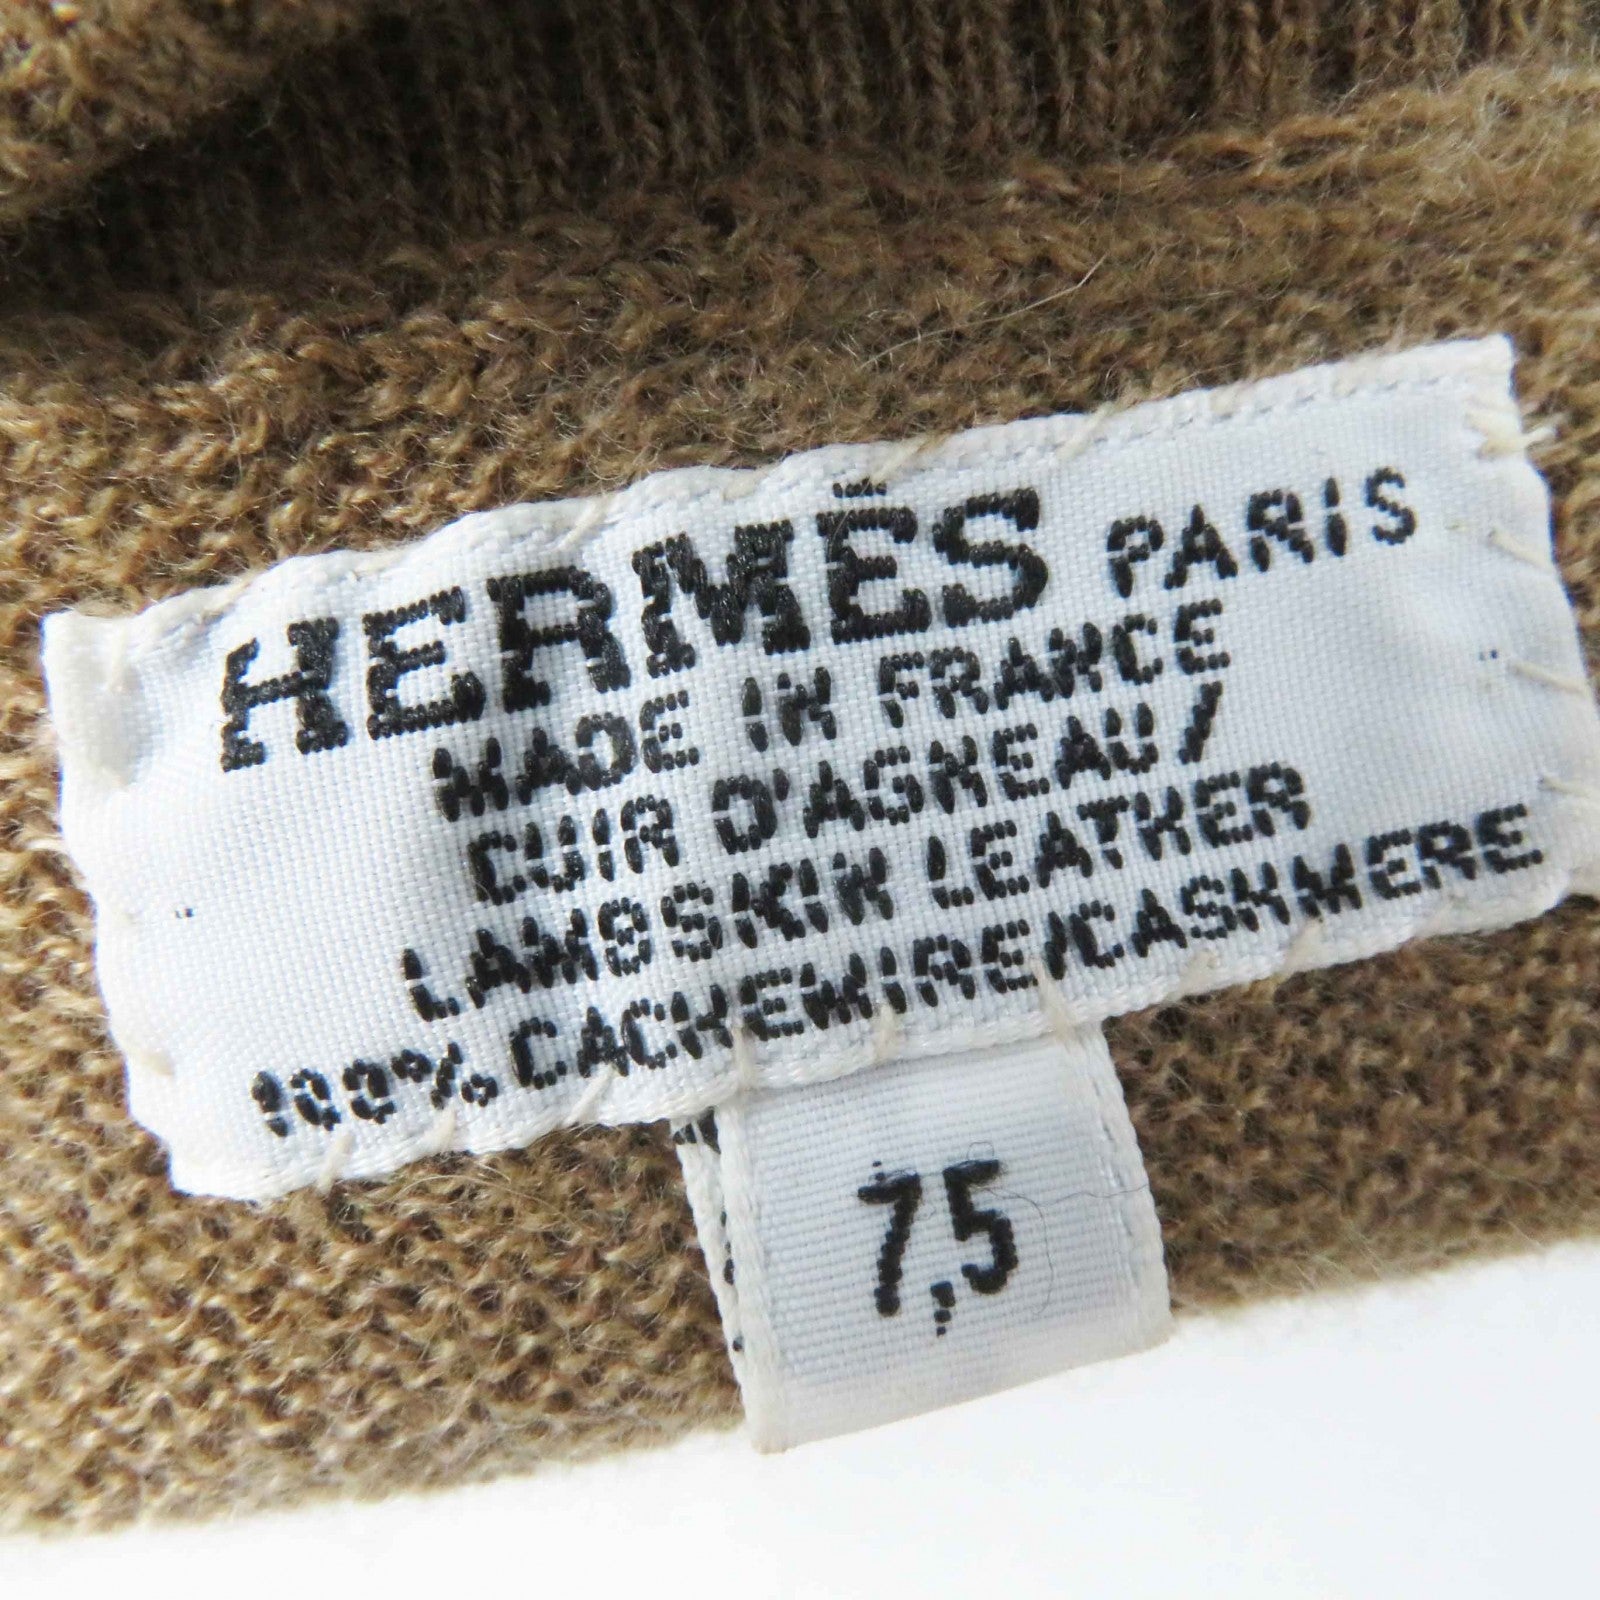 HERMÈS PARIS
MADE IN FRANCE
CUIR D'AGNEAU/
LAMBSKIN LEATHER
100% CACHEMIRE/CASHMERE
7,5